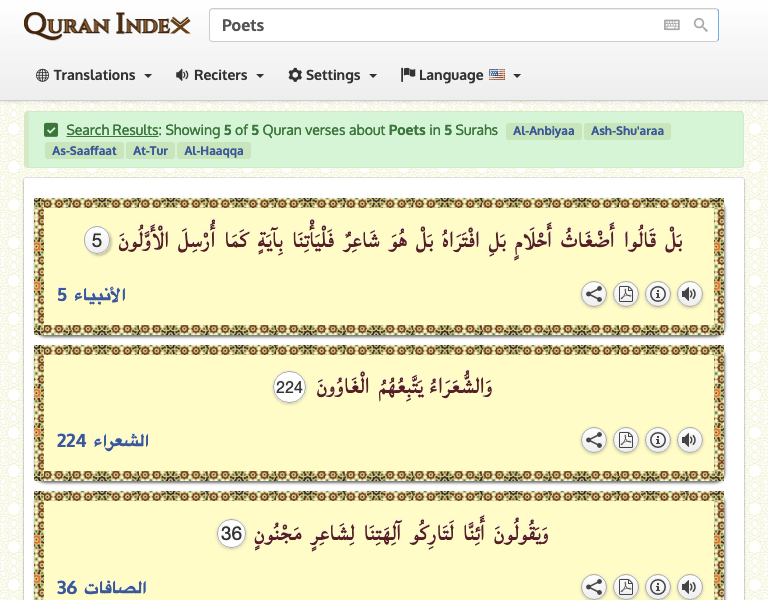 QURAN INDEX
Poets
Translations Reciters Settings Language
Search Results: Showing 5 of 5 Quran verses about Poets in 5 Surahs Al-Anbiyaa Ash-Shu'araa
As-Saaffaat At-Tur Al-Haaqqa
بَلْ قَالُوا أَضْغَاثُ أَحْلَامٍ بَلِ افْتَرَاهُ بَلْ هُوَ شَاعِرٌ فَلْيَأْتِنَا بِآيَةٍ كَمَا أُرْسِلَ الْأَوَّلُونَ 5
الأنبياء 5
وَالشُّعَرَاءُ يَتَّبِعُهُمُ الْغَاوُونَ 224
الشعراء 224
وَيَقُولُونَ أَئِنَّا لَتَارِكُو آلِهَتِنَا لِشَاعِرٍ مَجْنُونٍ 36
الصافات 36